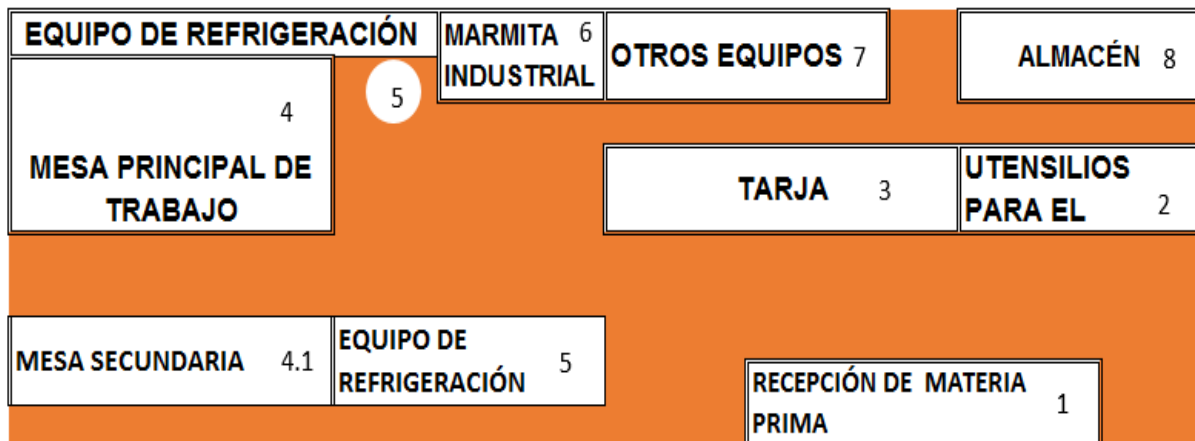 EQUIPO DE REFRIGERACIÓN
MARMITA 6
INDUSTRIAL
OTROS EQUIPOS 7
ALMACÉN 8
5
4
MESA PRINCIPAL DE
TRABAJO
TARJA 3
UTENSILIOS
PARA EL 2
MESA SECUNDARIA 4.1
EQUIPO DE
REFRIGERACIÓN 5
RECEPCIÓN DE MATERIA
PRIMA 1